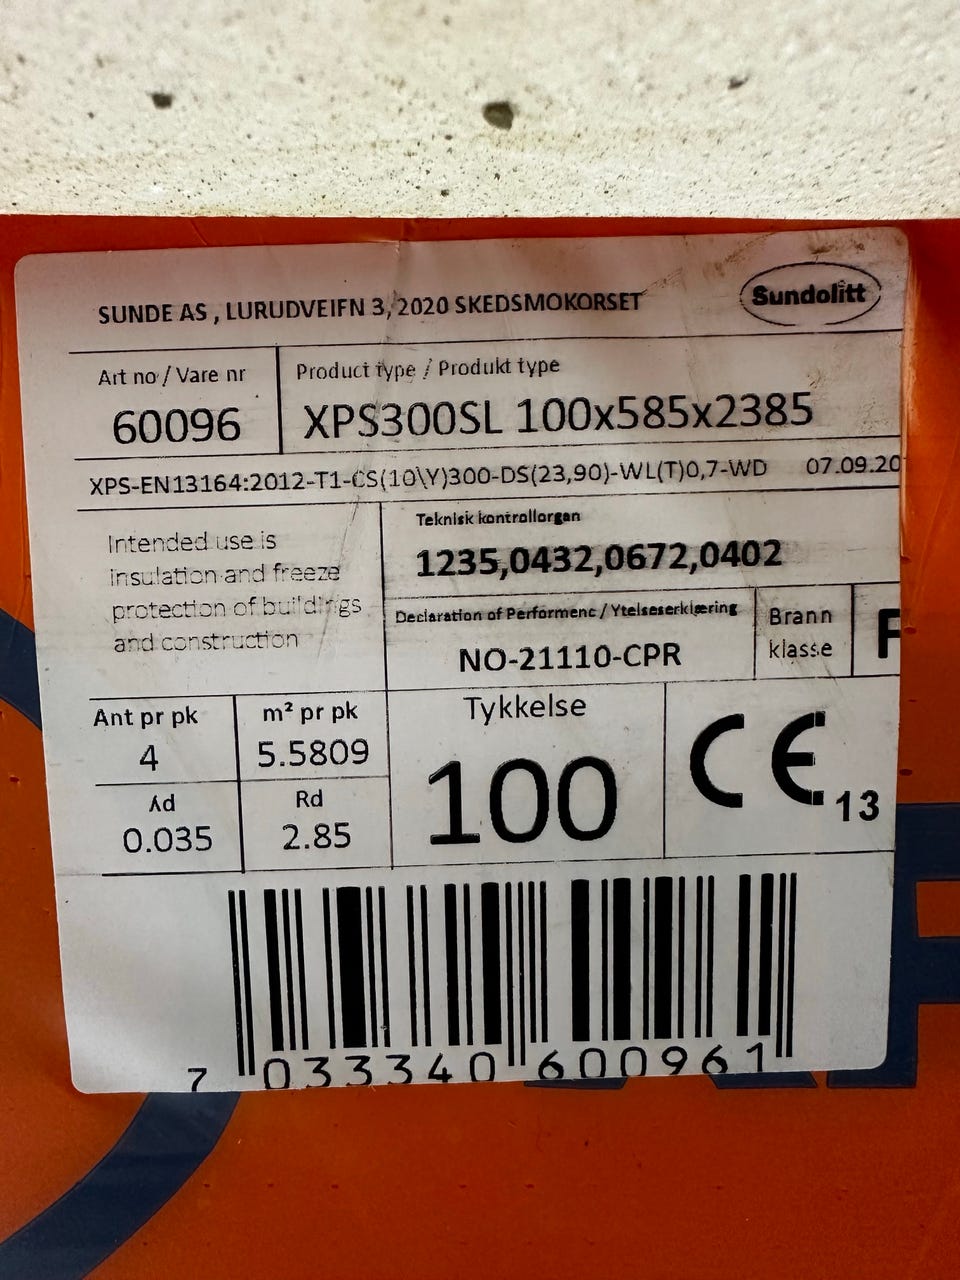 SUNDE AS , LURUDVEIFN 3, 2020 SKEDSMOKORSET
Sundolitt
Art no / Vare nr
60096
Product type / Produkt type
XPS300SL 100x585x2385
XPS-EN13164:2012-T1-CS(10\Y)300-DS(23,90)-WL(T)0,7-WD 07.09.20
Intended use is
insulation and freeze
protection of buildings
and construction
Teknisk kontrollorgan
1235,0432,0672,0402
Declaration of Performenc / Ytelseserklæring
NO-21110-CPR
Brann
klasse
F
Ant pr pk
4
m² pr pk
5.5809
λd
0.035
Rd
2.85
Tykkelse
100
CE 13
7 033340 600961